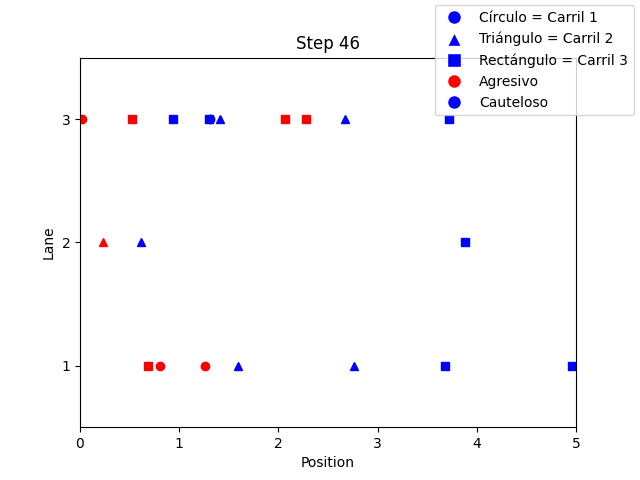 Step 46
Círculo = Carril 1
Triángulo = Carril 2
Rectángulo = Carril 3
Agresivo
Cauteloso
Lane
3
2
1
0 1 2 3 4 5
Position